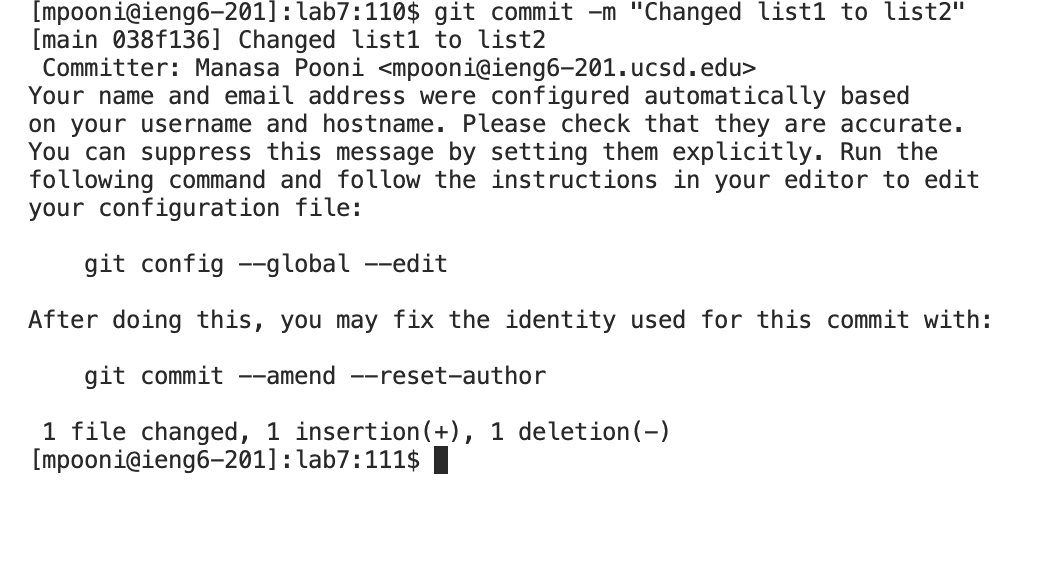 [mpooni@ieng6-201]:lab7:110$ git commit -m "Changed list1 to list2"
[main 038f136] Changed list1 to list2
 Committer: Manasa Pooni <mpooni@ieng6-201.ucsd.edu>
Your name and email address were configured automatically based
on your username and hostname. Please check that they are accurate.
You can suppress this message by setting them explicitly. Run the
following command and follow the instructions in your editor to edit
your configuration file:

    git config --global --edit

After doing this, you may fix the identity used for this commit with:

    git commit --amend --reset-author

 1 file changed, 1 insertion(+), 1 deletion(-)
[mpooni@ieng6-201]:lab7:111$